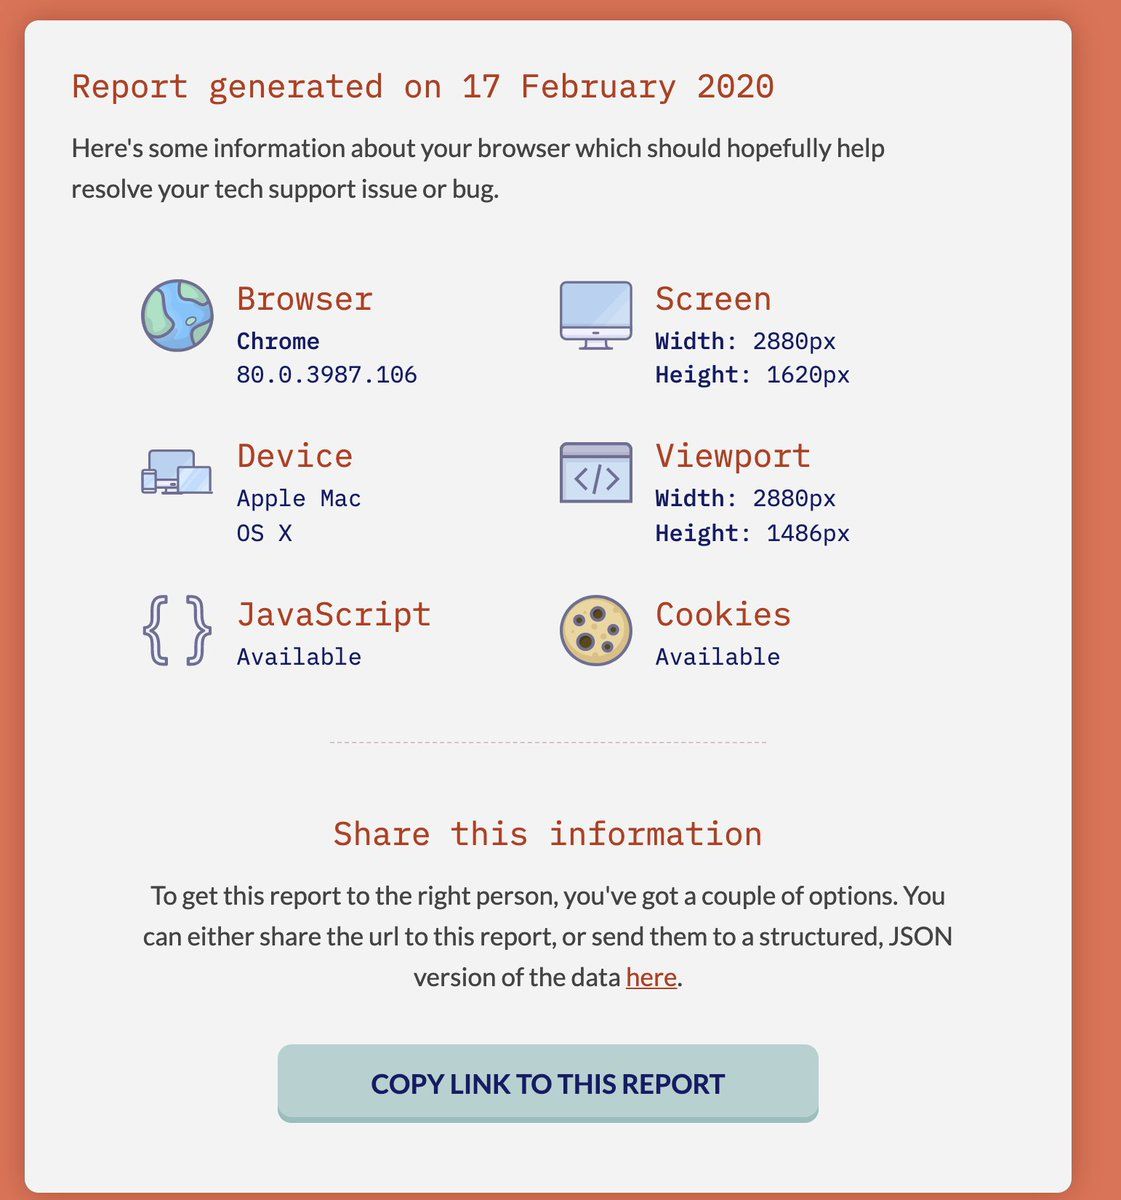 Report generated on 17 February 2020
Here's some information about your browser which should hopefully help
resolve your tech support issue or bug.
Browser
Chrome
80.0.3987.106
Screen
Width: 2880px
Height: 1620px
Device
Apple Mac
OS X
</>
Viewport
Width: 2880px
Height: 1486px
{ }
JavaScript
Available
Cookies
Available
Share this information
To get this report to the right person, you've got a couple of options. You
can either share the url to this report, or send them to a structured, JSON
version of the data here.
COPY LINK TO THIS REPORT